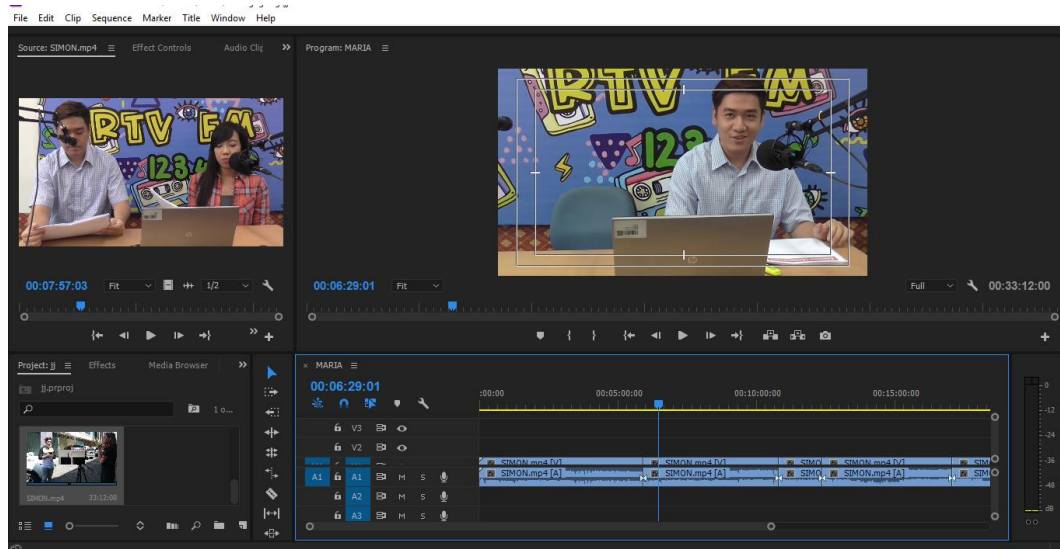 File Edit Clip Sequence Marker Title Window Help
Source: SIMON.mp4 Effect Controls Audio Clip
Program: MARIA
RTV FM
123
RTV FM
123
00:07:57:03 Fit 1/2
00:06:29:01 Fit Full 00:33:12:00
Project: jj Effects Media Browser
jj.prproj
1 o...
SIMON.mp4 33:12:00
MARIA
00:06:29:01
:00:00 00:05:00:00 00:10:00:00 00:15:00:00
V3
V2
SIMON.mp4 [V] SIMON.mp4 [V] SIMO SIMON.mp4 [V] SIM
A1 A1 M S SIMON.mp4 [A] SIMON.mp4 [A] SIMO SIMON.mp4 [A] SIM
A2 M S
A3 M S
0
-12
-24
-36
-48
dB